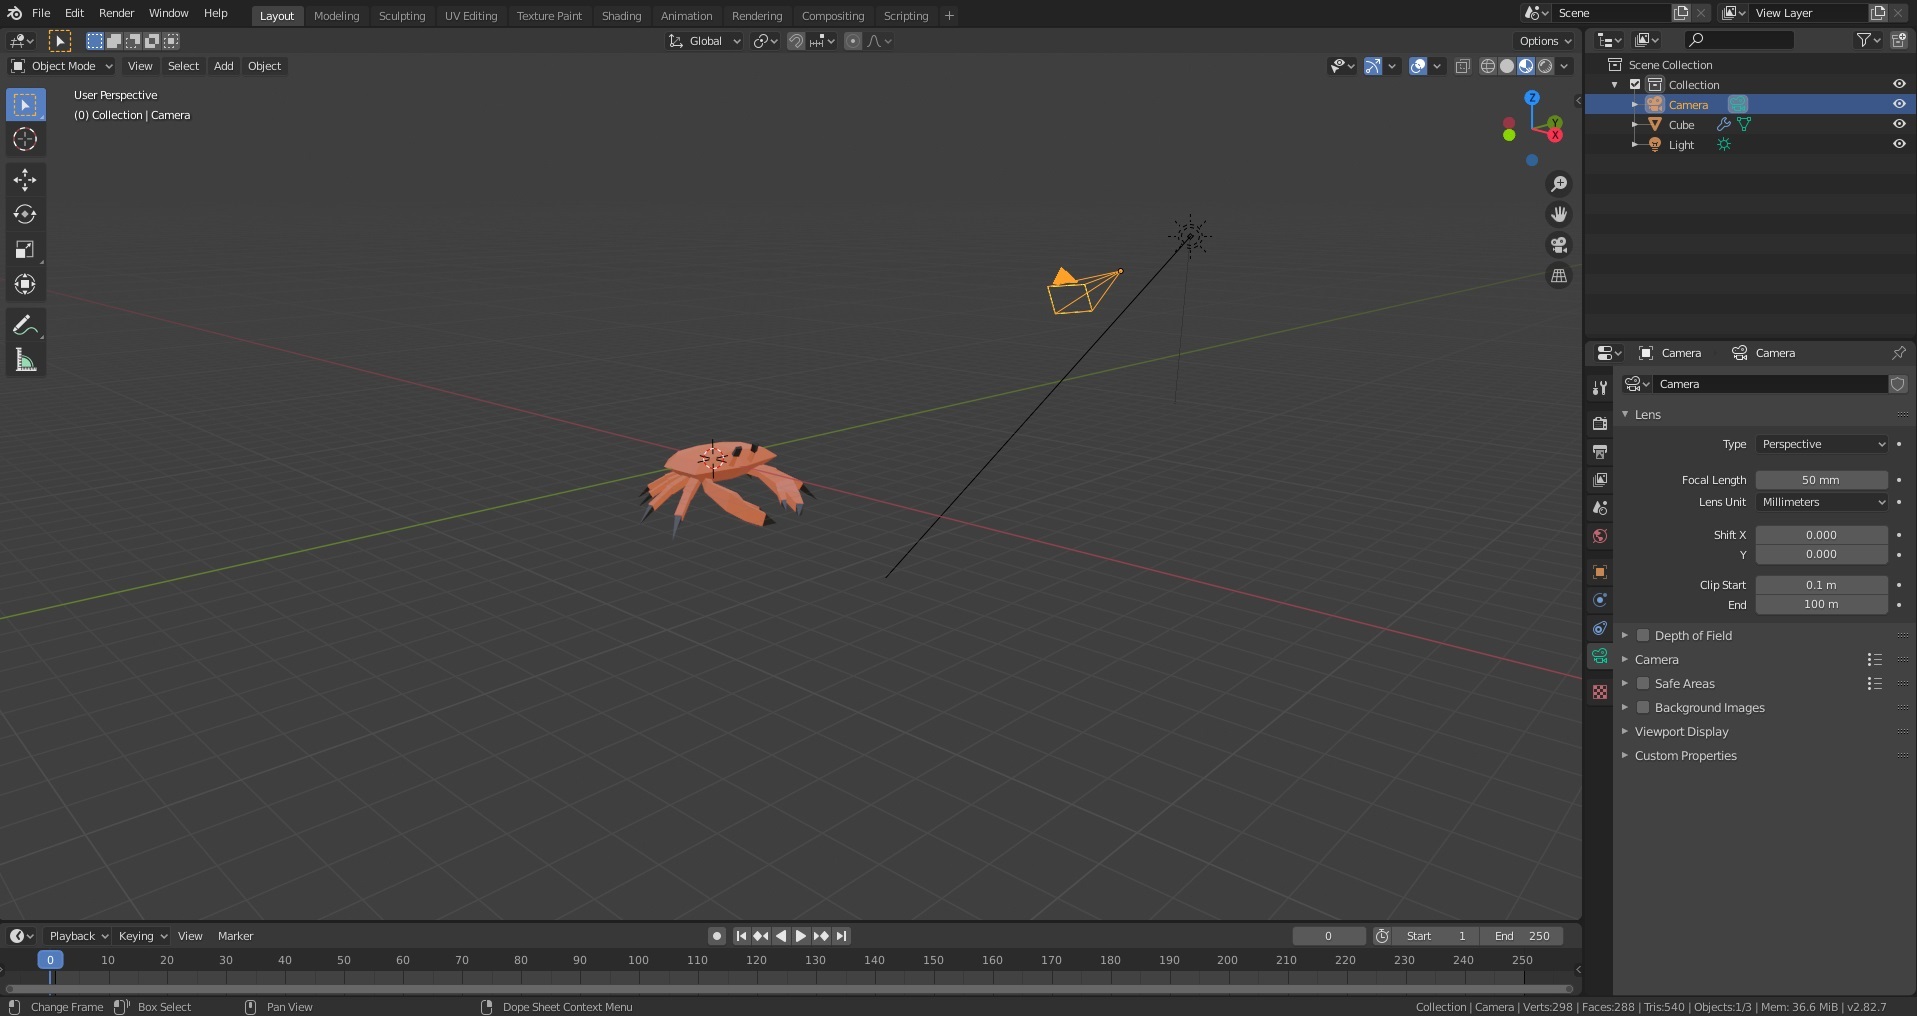 File Edit Render Window Help Layout Modeling Sculpting UV Editing Texture Paint Shading Animation Rendering Compositing Scripting + Scene View Layer
Global Options
Object Mode View Select Add Object
User Perspective
(0) Collection | Camera
Z
Y
X
Scene Collection
Collection
Camera
Cube
Light
Camera Camera
Camera
Lens
Type Perspective
Focal Length 50 mm
Lens Unit Millimeters
Shift X 0.000
Y 0.000
Clip Start 0.1 m
End 100 m
Depth of Field
Camera
Safe Areas
Background Images
Viewport Display
Custom Properties
Playback Keying View Marker 0 Start 1 End 250
0 10 20 30 40 50 60 70 80 90 100 110 120 130 140 150 160 170 180 190 200 210 220 230 240 250
Change Frame Box Select Pan View Dope Sheet Context Menu Collection | Camera | Verts:298 | Faces:288 | Tris:540 | Objects:1/3 | Mem: 36.6 MiB | v2.82.7